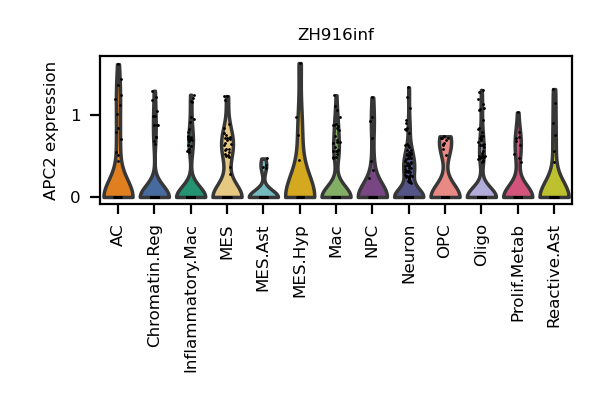 ZH916inf
APC2 expression
1
0
AC
Chromatin.Reg
Inflammatory.Mac
MES
MES.Ast
MES.Hyp
Mac
NPC
Neuron
OPC
Oligo
Prolif.Metab
Reactive.Ast